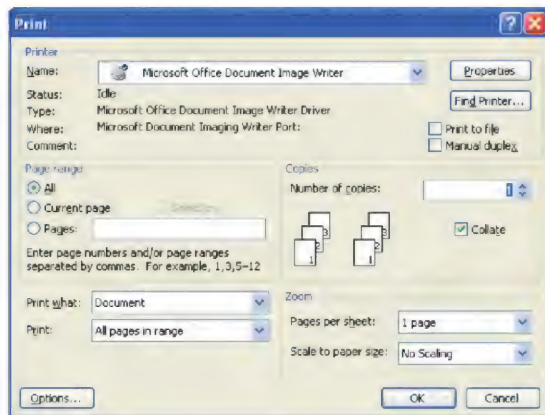 Print
Printer
Name: Microsoft Office Document Image Writer Properties
Status: Idle
Type: Microsoft Office Document Image Writer Driver Find Printer...
Where: Microsoft Document Imaging Writer Port: Print to file
Comment: Manual duplex
Page range Copies
All Number of copies: 1
Current page Selection
Pages: Collate
Enter page numbers and/or page ranges
separated by commas. For example, 1,3,5–12
Print what: Document Zoom
Print: All pages in range Pages per sheet: 1 page
Scale to paper size: No Scaling
Options... OK Cancel